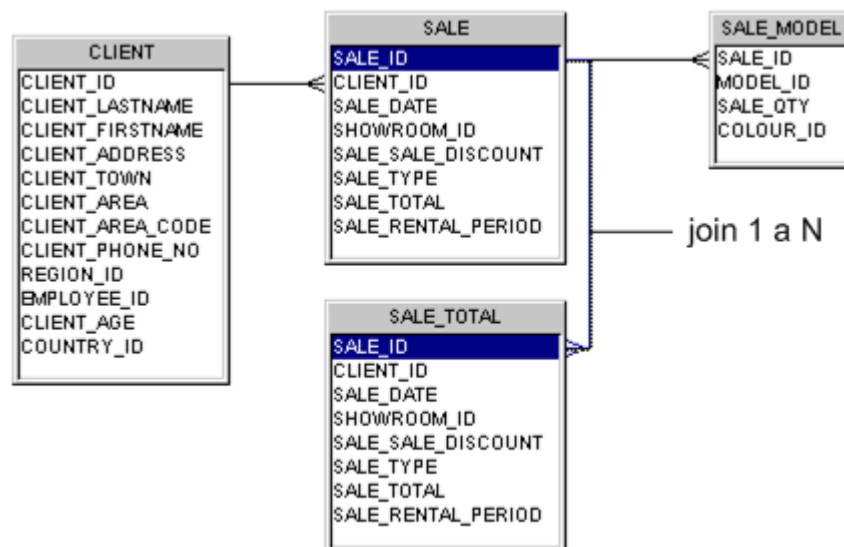 CLIENT
CLIENT_ID
CLIENT_LASTNAME
CLIENT_FIRSTNAME
CLIENT_ADDRESS
CLIENT_TOWN
CLIENT_AREA
CLIENT_AREA_CODE
CLIENT_PHONE_NO
REGION_ID
EMPLOYEE_ID
CLIENT_AGE
COUNTRY_ID
SALE
SALE_ID
CLIENT_ID
SALE_DATE
SHOWROOM_ID
SALE_SALE_DISCOUNT
SALE_TYPE
SALE_TOTAL
SALE_RENTAL_PERIOD
SALE_MODEL
SALE_ID
MODEL_ID
SALE_QTY
COLOUR_ID
join 1 a N
SALE_TOTAL
SALE_ID
CLIENT_ID
SALE_DATE
SHOWROOM_ID
SALE_SALE_DISCOUNT
SALE_TYPE
SALE_TOTAL
SALE_RENTAL_PERIOD